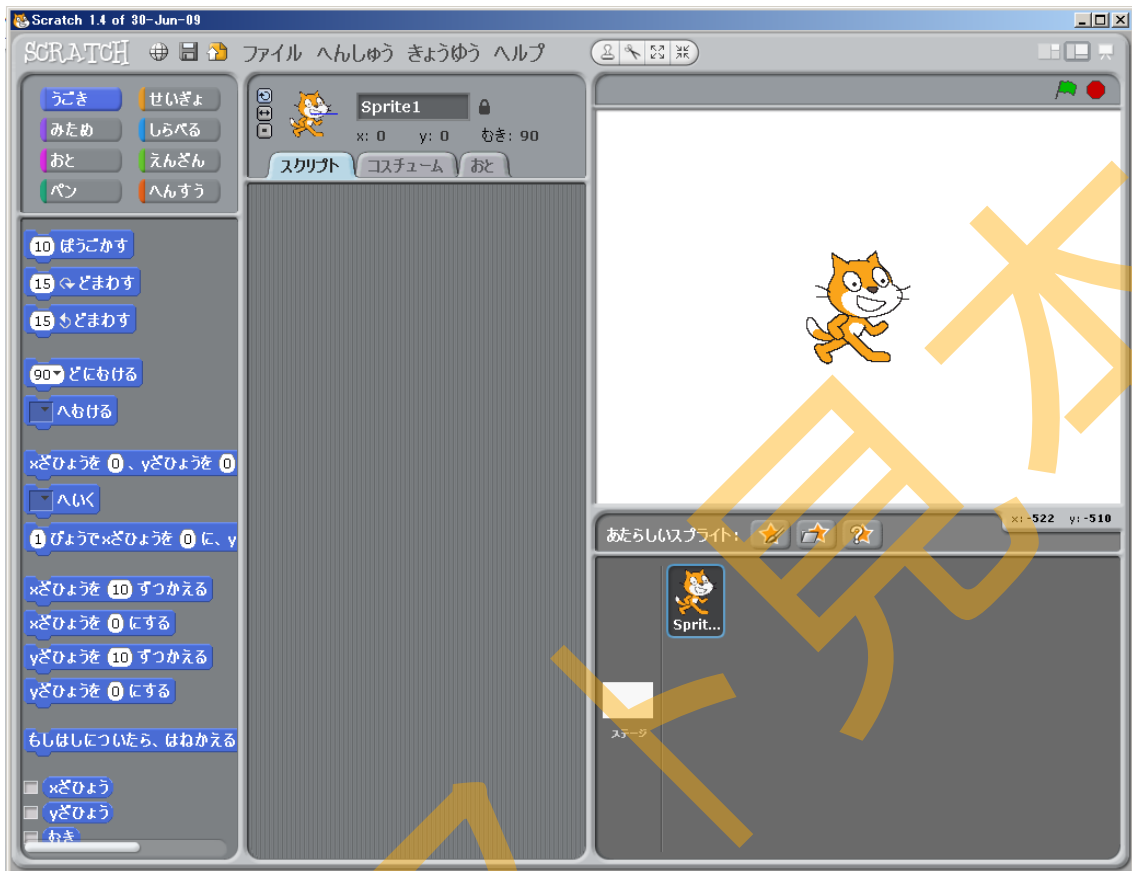 Scratch 1.4 of 30-Jun-09
SCRATCH ファイル へんしゅう きょうゆう ヘルプ
うごき せいぎょ
みため しらべる
おと えんざん
ペン へんすう
Sprite1
x: 0 y: 0 むき: 90
スクリプト コスチューム おと
10 ぽうごかす
15 どまわす
15 どまわす
90 どにむける
へむける
xざひょうを 0 、yざひょうを 0
へいく
1 びょうでxざひょうを 0 に、y
xざひょうを 10 ずつかえる
xざひょうを 0 にする
yざひょうを 10 ずつかえる
yざひょうを 0 にする
もしはしについたら、はねかえる
xざひょう
yざひょう
むき
x: -522 y: -510
あたらしいスプライト:
Sprit...
ステージ
見本